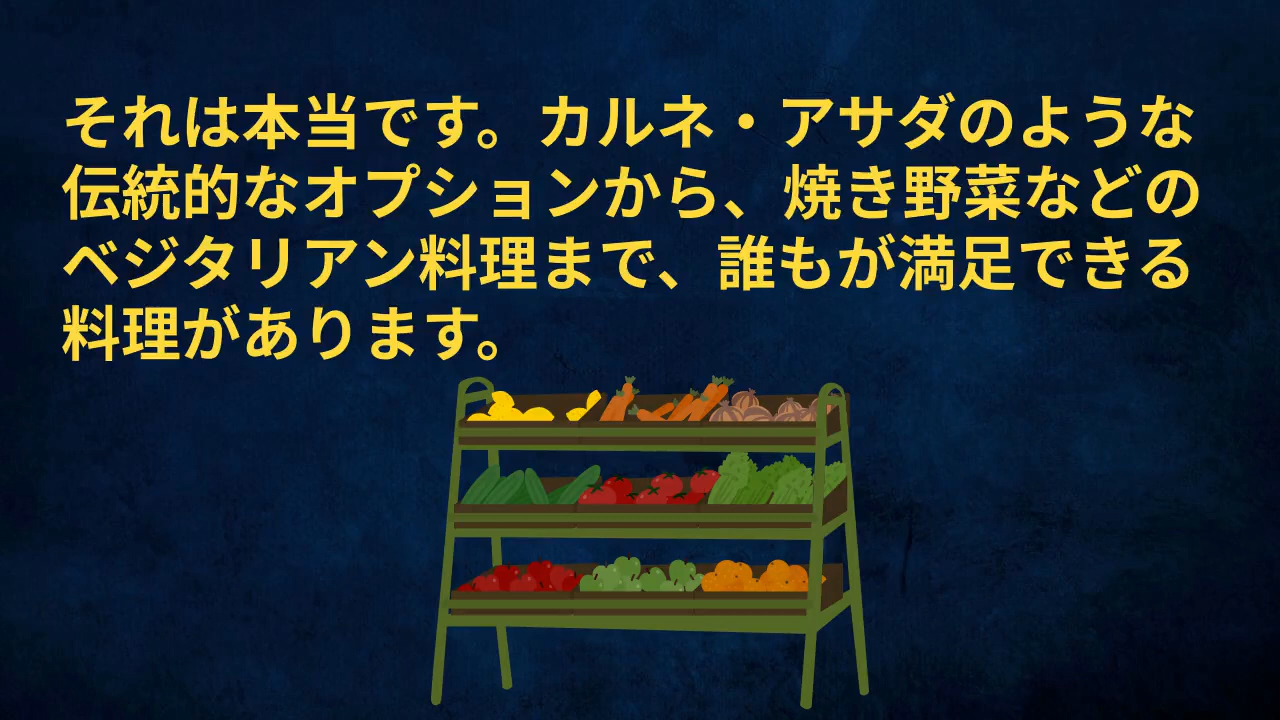 それは本当です。カルネ・アサダのような
伝統的なオプションから、焼き野菜などの
ベジタリアン料理まで、誰もが満足できる
料理があります。